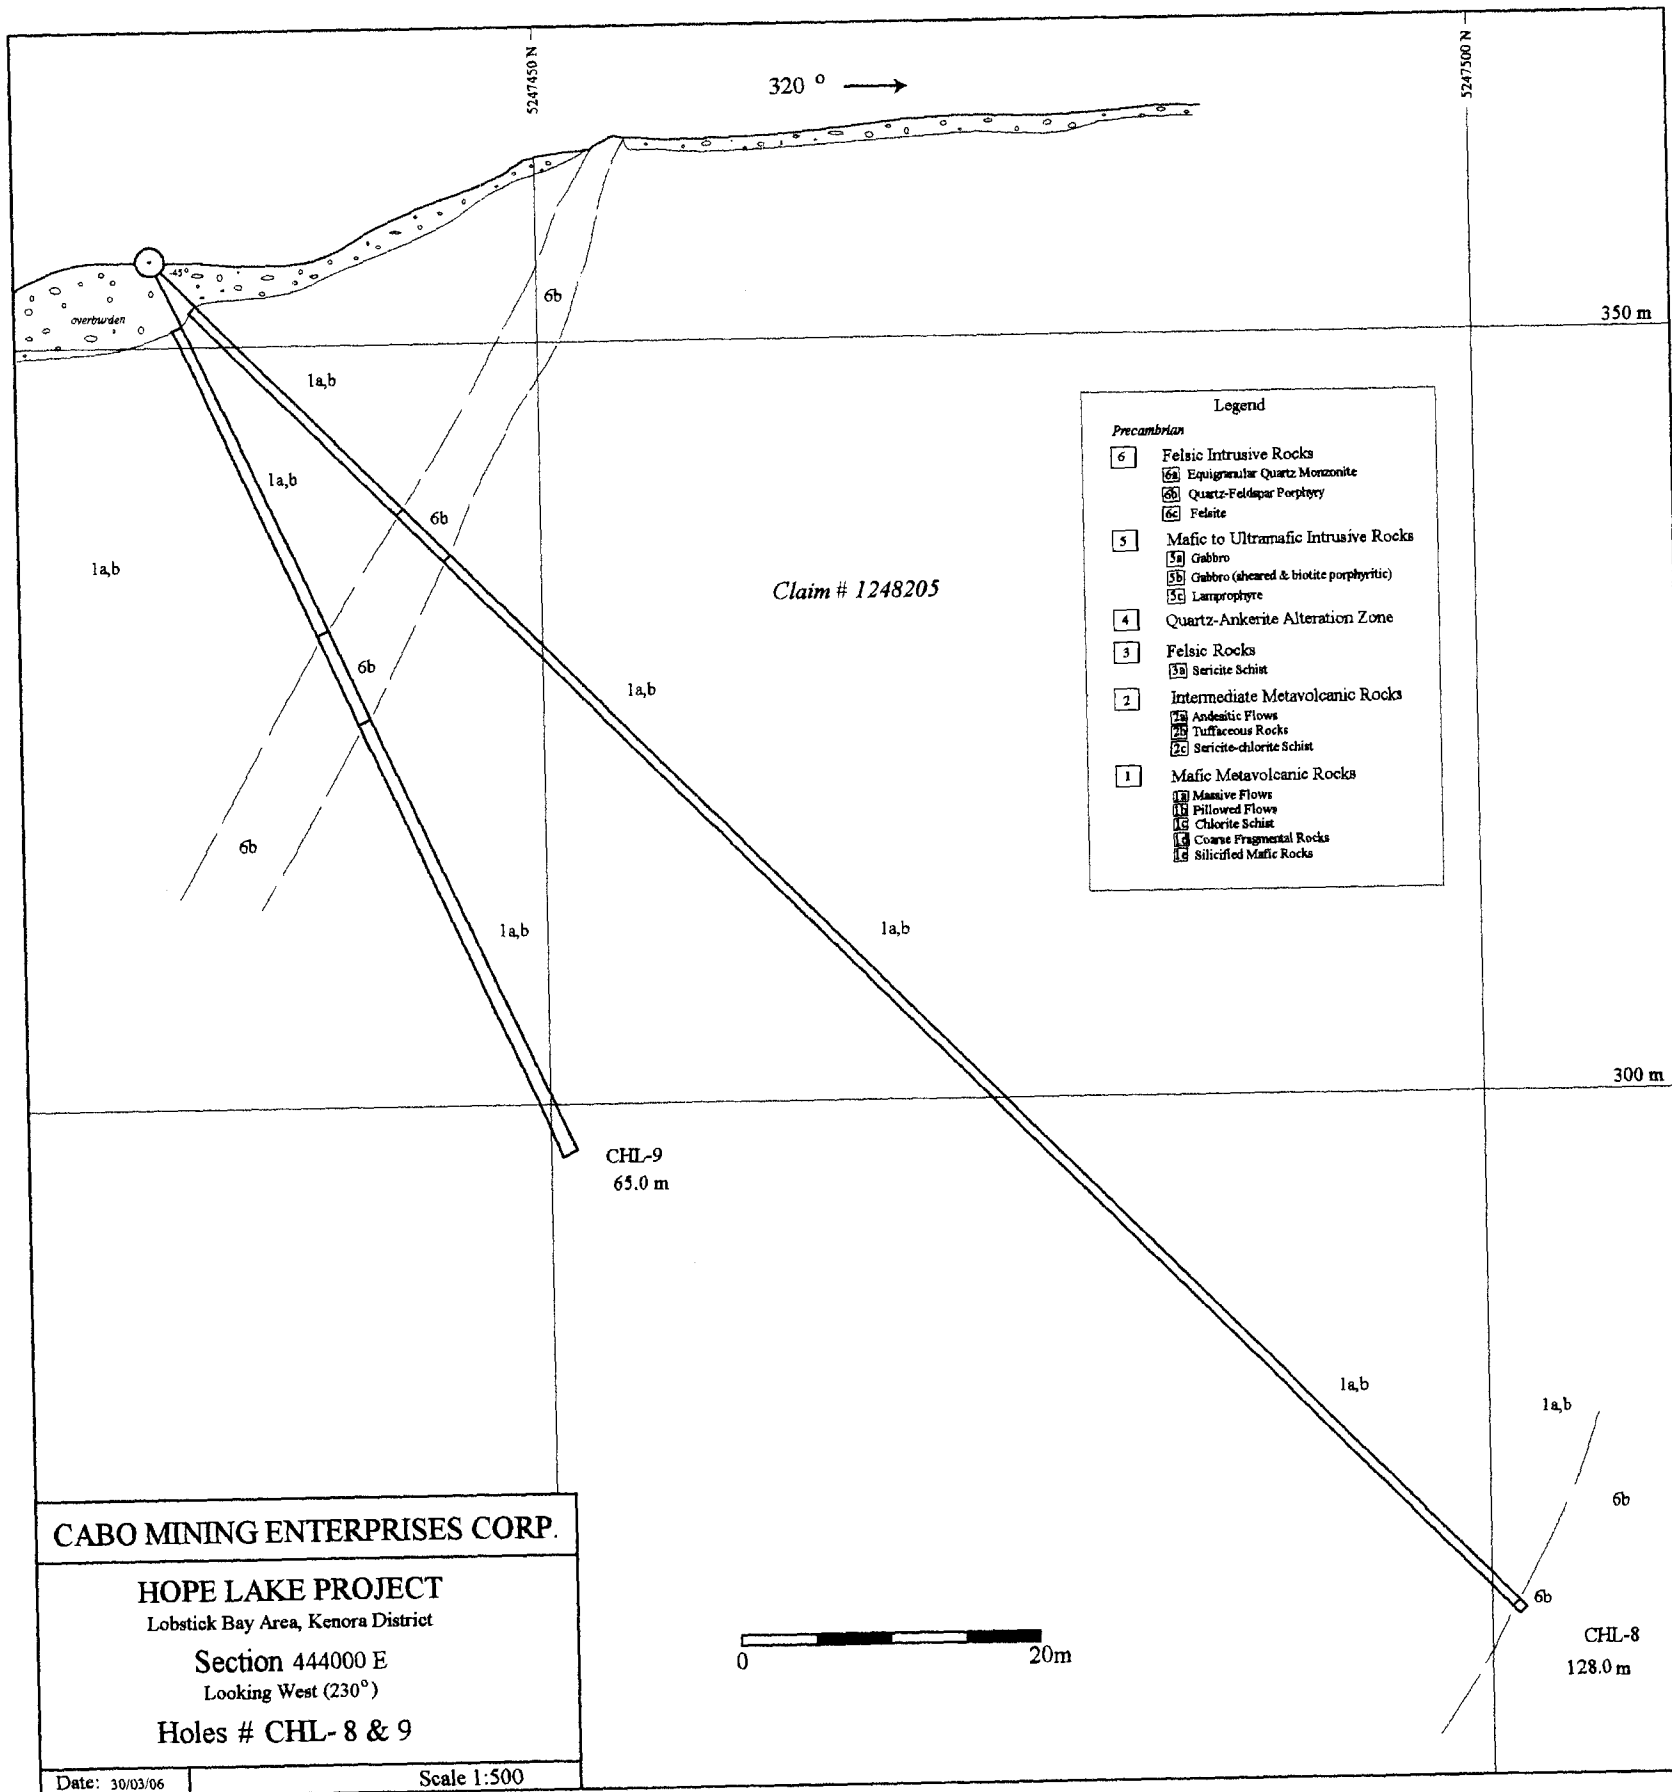 5247450 N
5247500 N
320 °
-45°
overburden
6b
350 m
1a,b
1a,b
6b
1a,b
6b
1a,b
6b
1a,b
1a,b
1a,b
Claim # 1248205
Legend
Precambrian
6 Felsic Intrusive Rocks
6a Equigranular Quartz Monzonite
6b Quartz-Feldspar Porphyry
6c Felsite
5 Mafic to Ultramafic Intrusive Rocks
5a Gabbro
5b Gabbro (sheared & biotite porphyritic)
5c Lamprophyre
4 Quartz-Ankerite Alteration Zone
3 Felsic Rocks
3a Sericite Schist
2 Intermediate Metavolcanic Rocks
2a Andesitic Flows
2b Tuffaceous Rocks
2c Sericite-chlorite Schist
1 Mafic Metavolcanic Rocks
1a Massive Flows
1b Pillowed Flows
1c Chlorite Schist
1d Coarse Fragmental Rocks
1e Silicified Mafic Rocks
300 m
CHL-9
65.0 m
1a,b
1a,b
6b
6b
CHL-8
128.0 m
0 20m
CABO MINING ENTERPRISES CORP.
HOPE LAKE PROJECT
Lobstick Bay Area, Kenora District
Section 444000 E
Looking West (230°)
Holes # CHL- 8 & 9
Date: 30/03/06 Scale 1:500